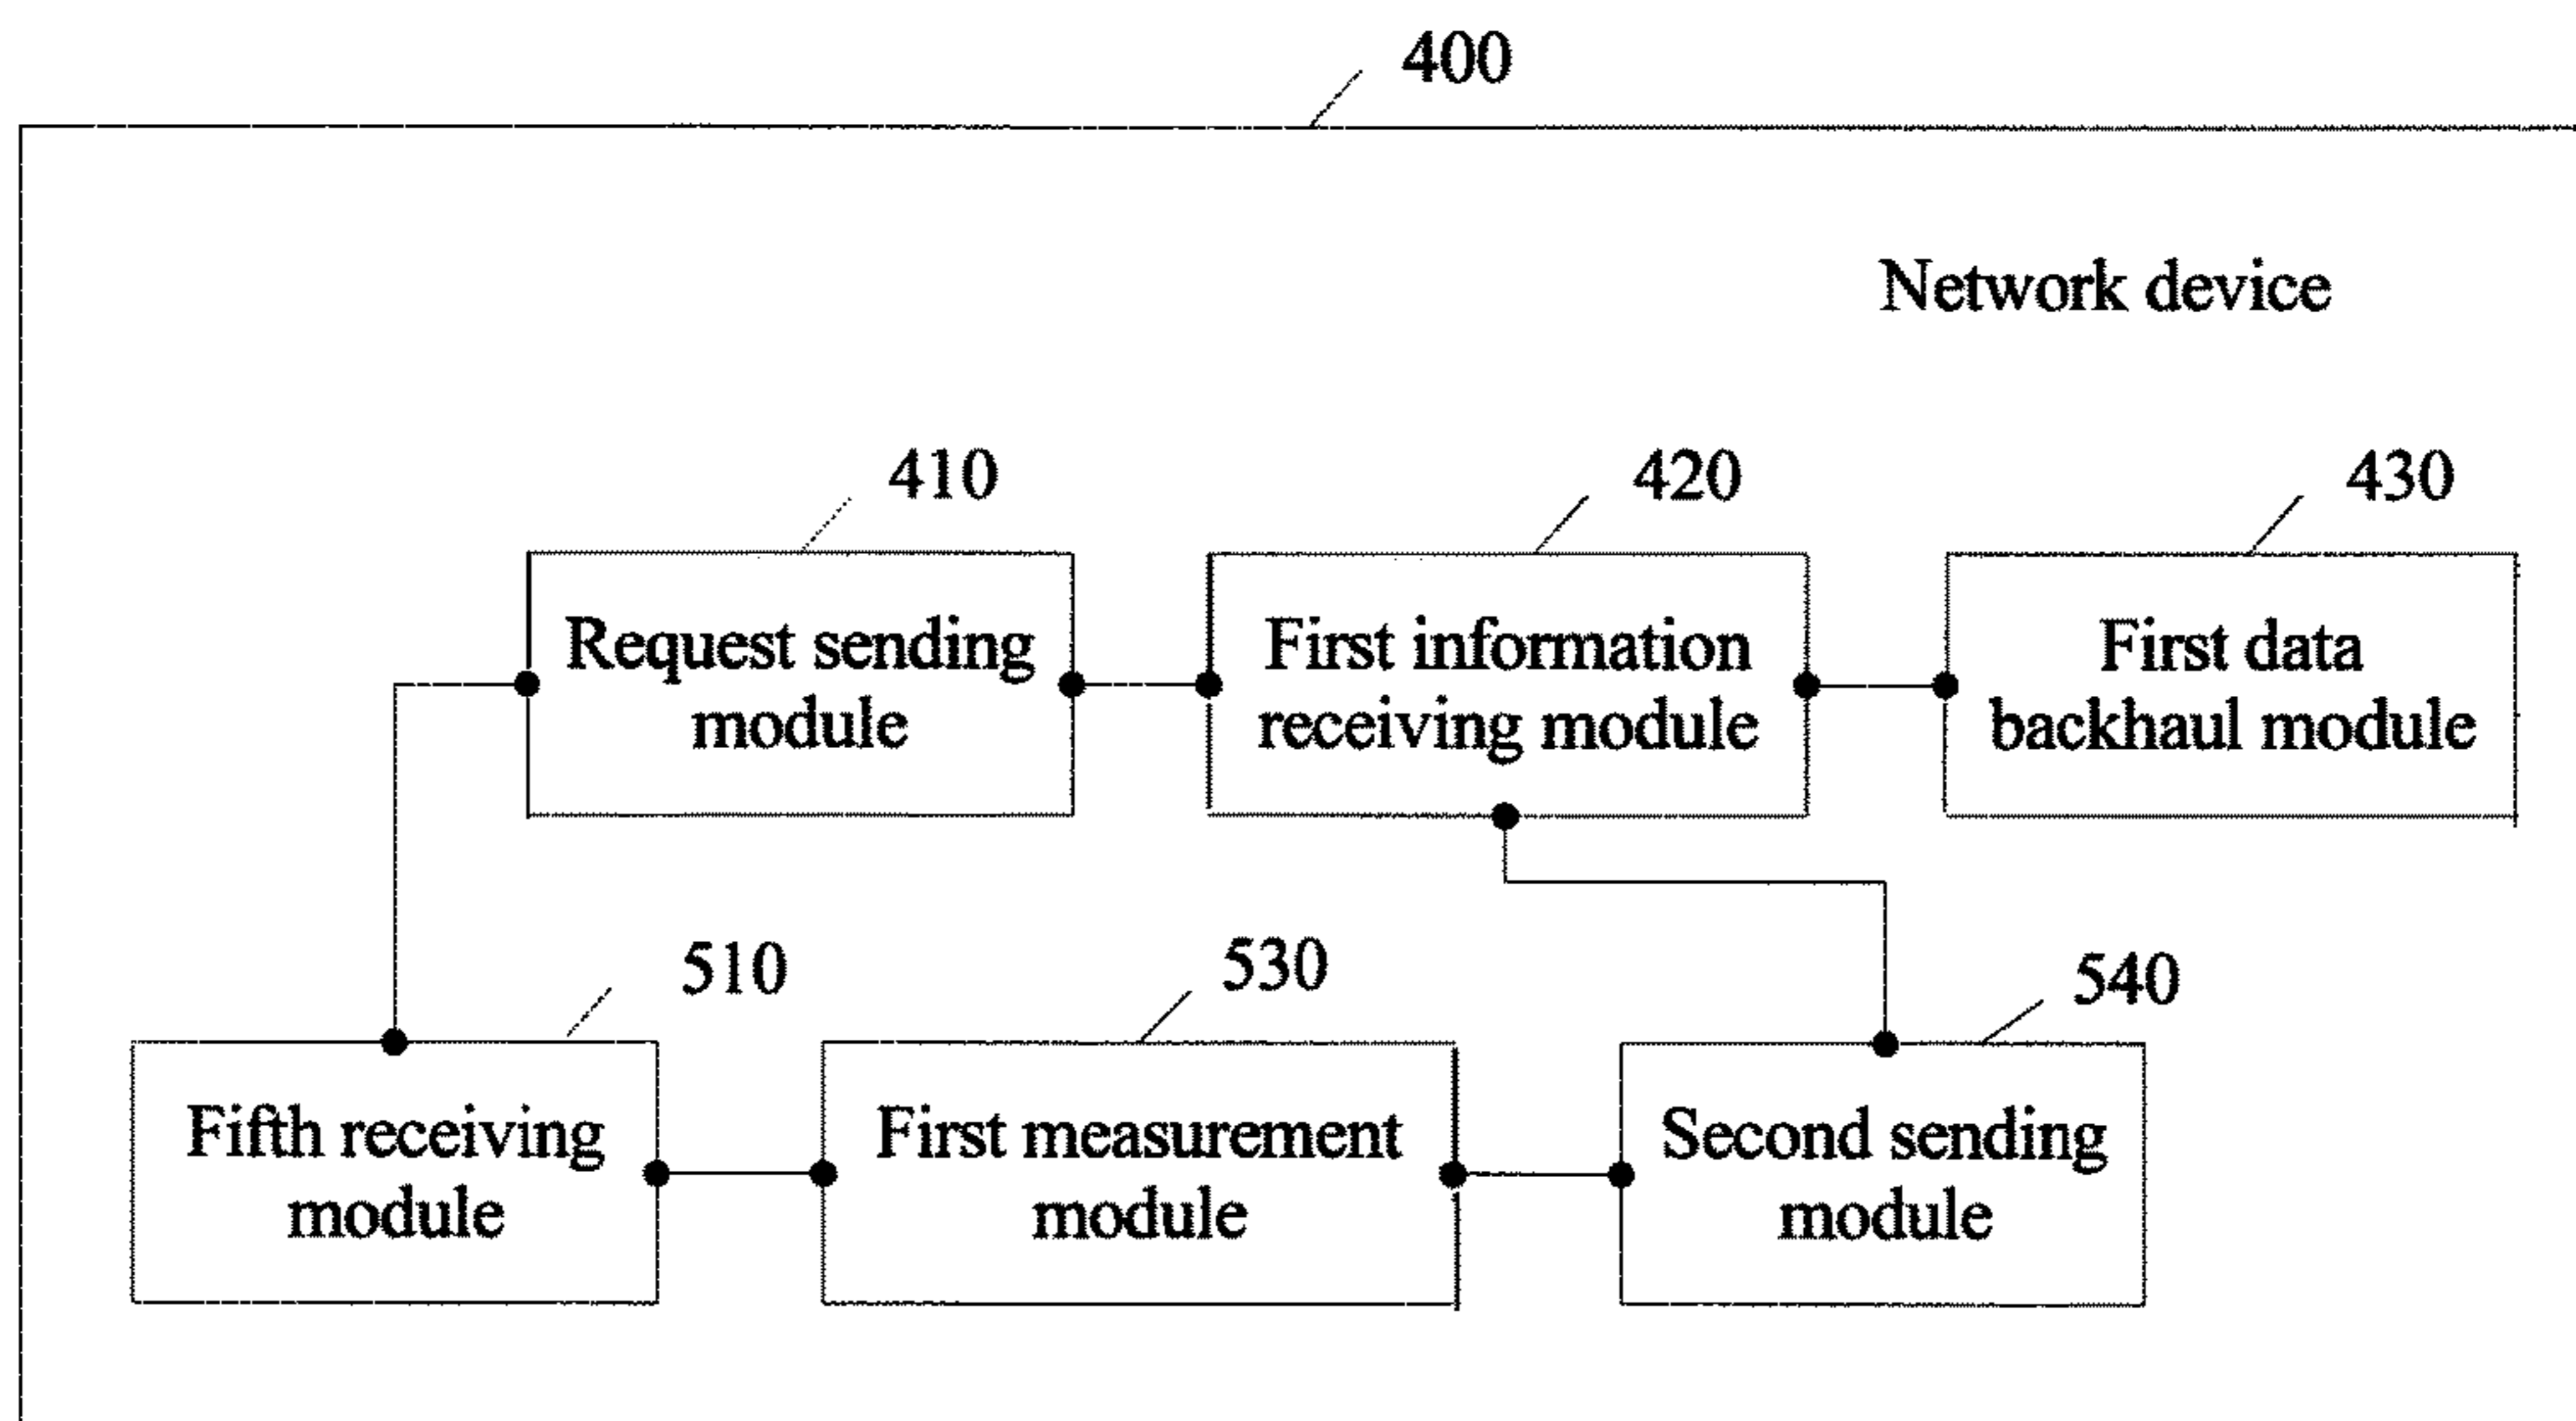 400
Network device
410
420
430
Request sending
module
First information
receiving module
First data
backhaul module
510
530
540
Fifth receiving
module
First measurement
module
Second sending
module